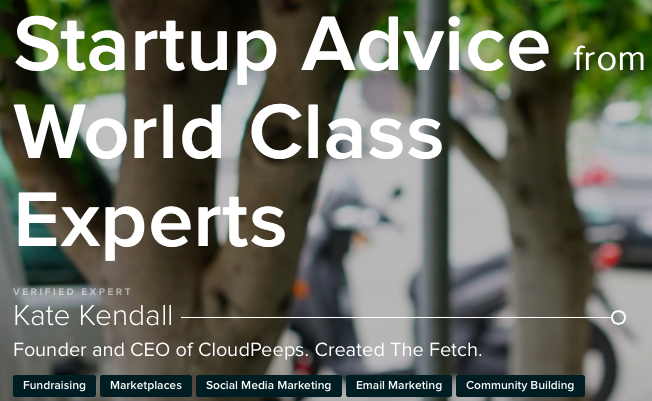 Startup Advice from
World Class
Experts
VERIFIED EXPERT
Kate Kendall
Founder and CEO of CloudPeeps. Created The Fetch.
Fundraising Marketplaces Social Media Marketing Email Marketing Community Building